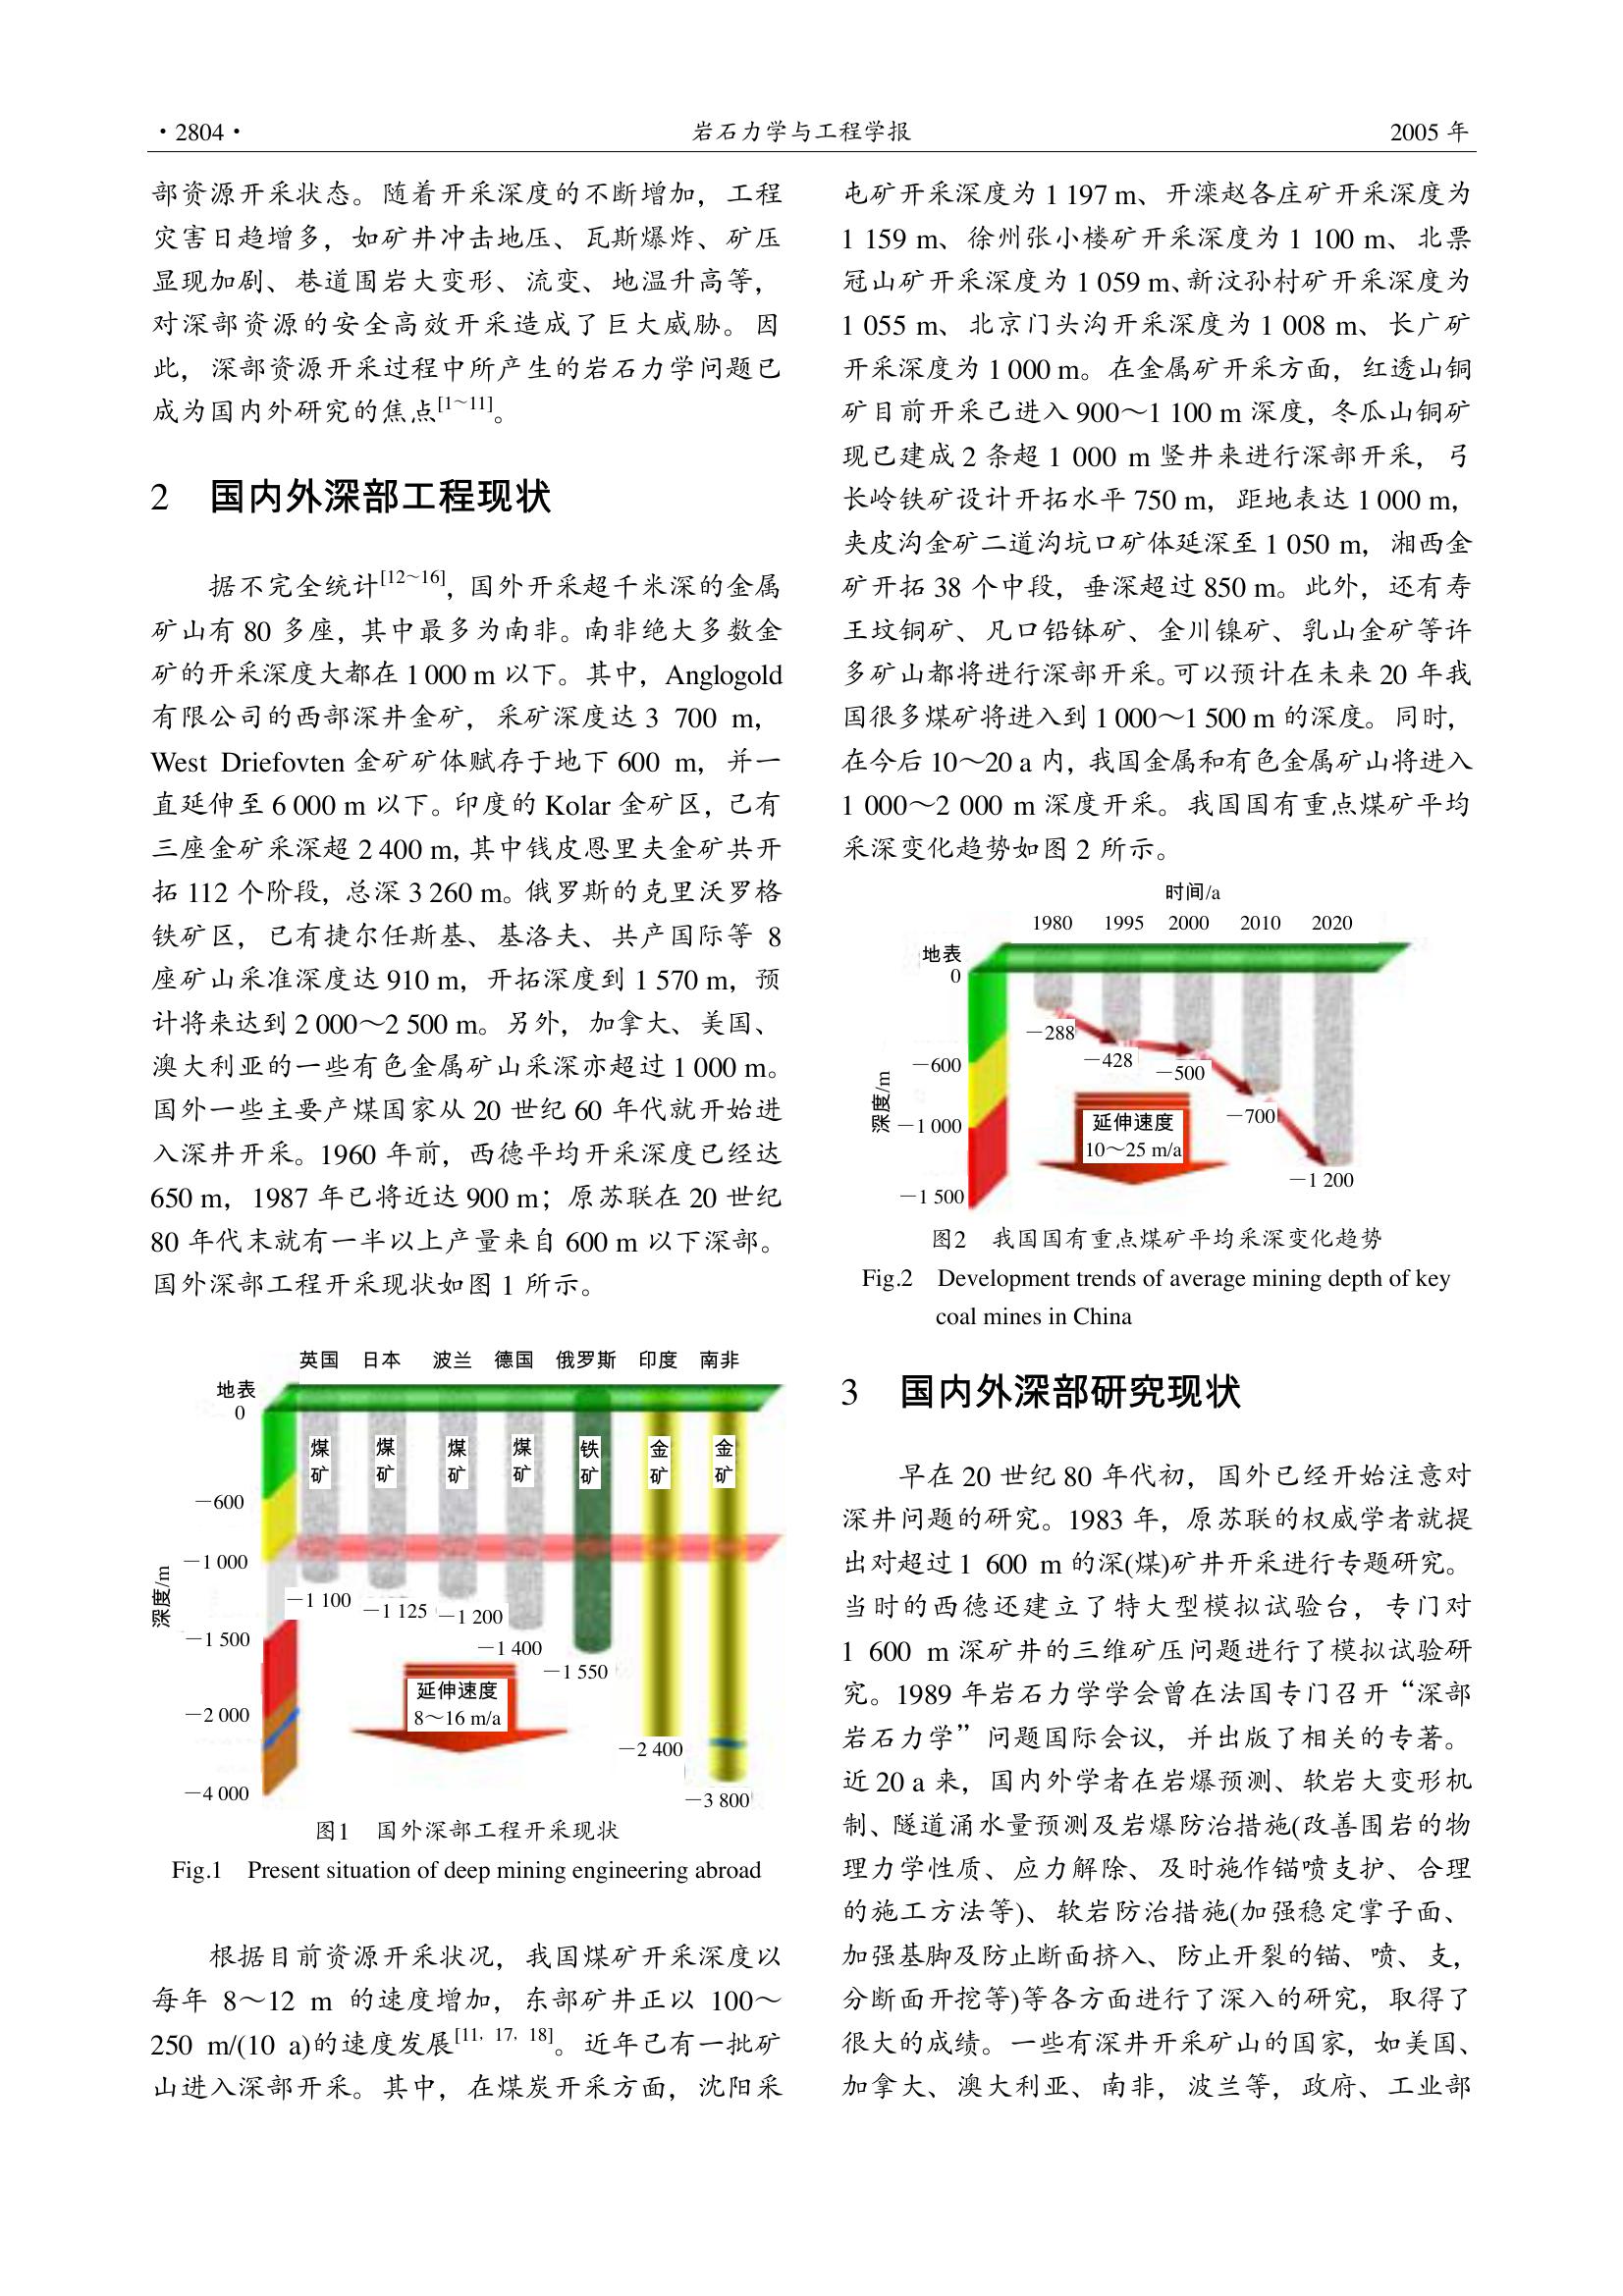 • 2804 •
岩石力学与工程学报
2005 年
部资源开采状态。随着开采深度的不断增加，工程
灾害日趋增多，如矿井冲击地压、瓦斯爆炸、矿压
显现加剧、巷道围岩大变形、流变、地温升高等，
对深部资源的安全高效开采造成了巨大威胁。因
此，深部资源开采过程中所产生的岩石力学问题已
成为国内外研究的焦点[1～11]。
2 国内外深部工程现状
据不完全统计[12～16]，国外开采超千米深的金属
矿山有 80 多座，其中最多为南非。南非绝大多数金
矿的开采深度大都在 1 000 m 以下。其中，Anglogold
有限公司的西部深井金矿，采矿深度达 3 700 m，
West Driefovten 金矿矿体赋存于地下 600 m，并一
直延伸至 6 000 m 以下。印度的 Kolar 金矿区，已有
三座金矿采深超 2 400 m，其中钱皮恩里夫金矿共开
拓 112 个阶段，总深 3 260 m。俄罗斯的克里沃罗格
铁矿区，已有捷尔任斯基、基洛夫、共产国际等 8
座矿山采准深度达 910 m，开拓深度到 1 570 m，预
计将来达到 2 000～2 500 m。另外，加拿大、美国、
澳大利亚的一些有色金属矿山采深亦超过 1 000 m。
国外一些主要产煤国家从 20 世纪 60 年代就开始进
入深井开采。1960 年前，西德平均开采深度已经达
650 m，1987 年已将近达 900 m；原苏联在 20 世纪
80 年代末就有一半以上产量来自 600 m 以下深部。
国外深部工程开采现状如图 1 所示。
英国 日本 波兰 德国 俄罗斯 印度 南非
地表
0
煤矿 煤矿 煤矿 煤矿 铁矿 金矿 金矿
－600
－1 000
深度/m
－1 100
－1 125
－1 200
－1 500
－1 400
－1 550
延伸速度
8～16 m/a
－2 000
－2 400
－4 000
－3 800
图1 国外深部工程开采现状
Fig.1 Present situation of deep mining engineering abroad
根据目前资源开采状况，我国煤矿开采深度以
每年 8～12 m 的速度增加，东部矿井正以 100～
250 m/(10 a)的速度发展[11，17，18]。近年已有一批矿
山进入深部开采。其中，在煤炭开采方面，沈阳采
屯矿开采深度为 1 197 m、开滦赵各庄矿开采深度为
1 159 m、徐州张小楼矿开采深度为 1 100 m、北票
冠山矿开采深度为 1 059 m、新汶孙村矿开采深度为
1 055 m、北京门头沟开采深度为 1 008 m、长广矿
开采深度为 1 000 m。在金属矿开采方面，红透山铜
矿目前开采已进入 900～1 100 m 深度，冬瓜山铜矿
现已建成 2 条超 1 000 m 竖井来进行深部开采，弓
长岭铁矿设计开拓水平 750 m，距地表达 1 000 m，
夹皮沟金矿二道沟坑口矿体延深至 1 050 m，湘西金
矿开拓 38 个中段，垂深超过 850 m。此外，还有寿
王坟铜矿、凡口铅锌矿、金川镍矿、乳山金矿等许
多矿山都将进行深部开采。可以预计在未来 20 年我
国很多煤矿将进入到 1 000～1 500 m 的深度。同时，
在今后 10～20 a 内，我国金属和有色金属矿山将进入
1 000～2 000 m 深度开采。我国国有重点煤矿平均
采深变化趋势如图 2 所示。
时间/a
1980 1995 2000 2010 2020
地表
0
－288
－428
－600
－500
深度/m
－1 000
－700
延伸速度
10～25 m/a
－1 200
－1 500
图2 我国国有重点煤矿平均采深变化趋势
Fig.2 Development trends of average mining depth of key
coal mines in China
3 国内外深部研究现状
早在 20 世纪 80 年代初，国外已经开始注意对
深井问题的研究。1983 年，原苏联的权威学者就提
出对超过 1 600 m 的深(煤)矿井开采进行专题研究。
当时的西德还建立了特大型模拟试验台，专门对
1 600 m 深矿井的三维矿压问题进行了模拟试验研
究。1989 年岩石力学学会曾在法国专门召开“深部
岩石力学”问题国际会议，并出版了相关的专著。
近 20 a 来，国内外学者在岩爆预测、软岩大变形机
制、隧道涌水量预测及岩爆防治措施(改善围岩的物
理力学性质、应力解除、及时施作锚喷支护、合理
的施工方法等)、软岩防治措施(加强稳定掌子面、
加强基脚及防止断面挤入、防止开裂的锚、喷、支，
分断面开挖等)等各方面进行了深入的研究，取得了
很大的成绩。一些有深井开采矿山的国家，如美国、
加拿大、澳大利亚、南非，波兰等，政府、工业部